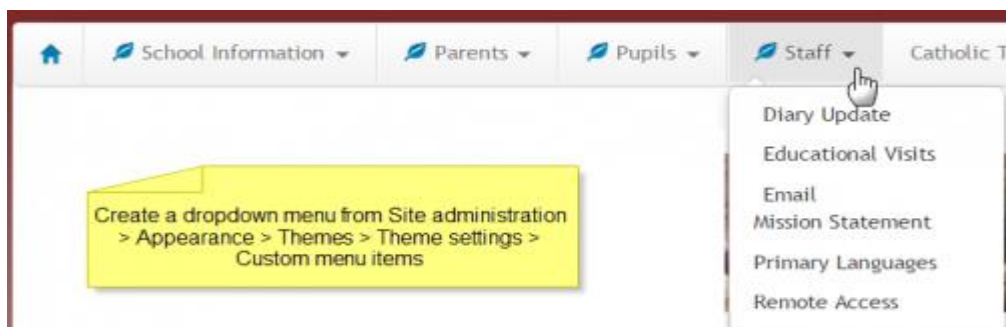 School Information Parents Pupils Staff Catholic T
Diary Update
Educational Visits
Email
Mission Statement
Primary Languages
Remote Access
Create a dropdown menu from Site administration
> Appearance > Themes > Theme settings >
Custom menu items